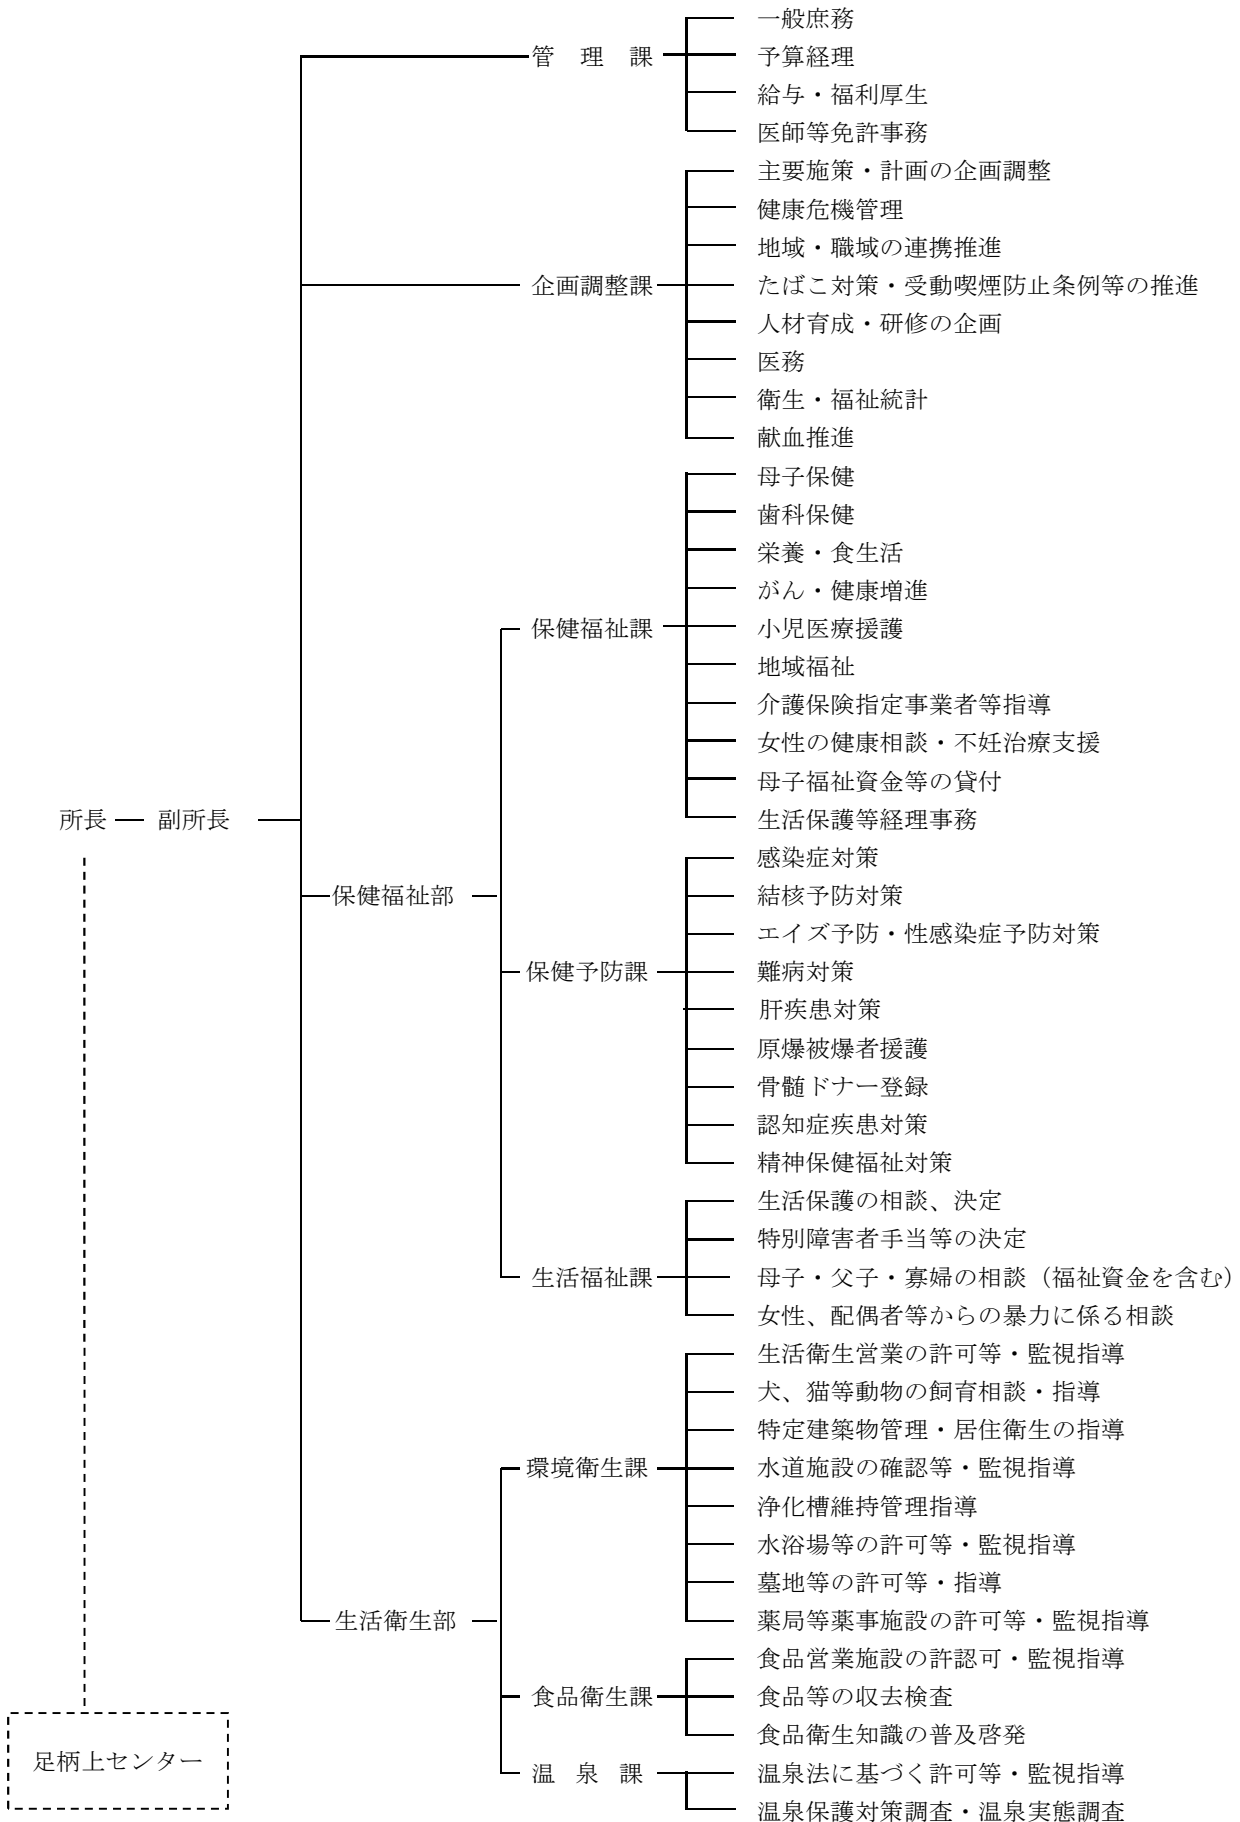 一般庶務
管　理　課
予算経理
給与・福利厚生
医師等免許事務
主要施策・計画の企画調整
健康危機管理
地域・職域の連携推進
企画調整課
たばこ対策・受動喫煙防止条例等の推進
人材育成・研修の企画
医務
衛生・福祉統計
献血推進
母子保健
歯科保健
栄養・食生活
がん・健康増進
保健福祉課
小児医療援護
地域福祉
介護保険指定事業者等指導
女性の健康相談・不妊治療支援
母子福祉資金等の貸付
所長
副所長
生活保護等経理事務
感染症対策
保健福祉部
結核予防対策
エイズ予防・性感染症予防対策
保健予防課
難病対策
肝疾患対策
原爆被爆者援護
骨髄ドナー登録
認知症疾患対策
精神保健福祉対策
生活保護の相談、決定
特別障害者手当等の決定
生活福祉課
母子・父子・寡婦の相談（福祉資金を含む）
女性、配偶者等からの暴力に係る相談
生活衛生営業の許可等・監視指導
犬、猫等動物の飼育相談・指導
特定建築物管理・居住衛生の指導
環境衛生課
水道施設の確認等・監視指導
浄化槽維持管理指導
水浴場等の許可等・監視指導
墓地等の許可等・指導
生活衛生部
薬局等薬事施設の許可等・監視指導
食品営業施設の許認可・監視指導
食品衛生課
食品等の収去検査
食品衛生知識の普及啓発
足柄上センター
温　泉　課
温泉法に基づく許可等・監視指導
温泉保護対策調査・温泉実態調査